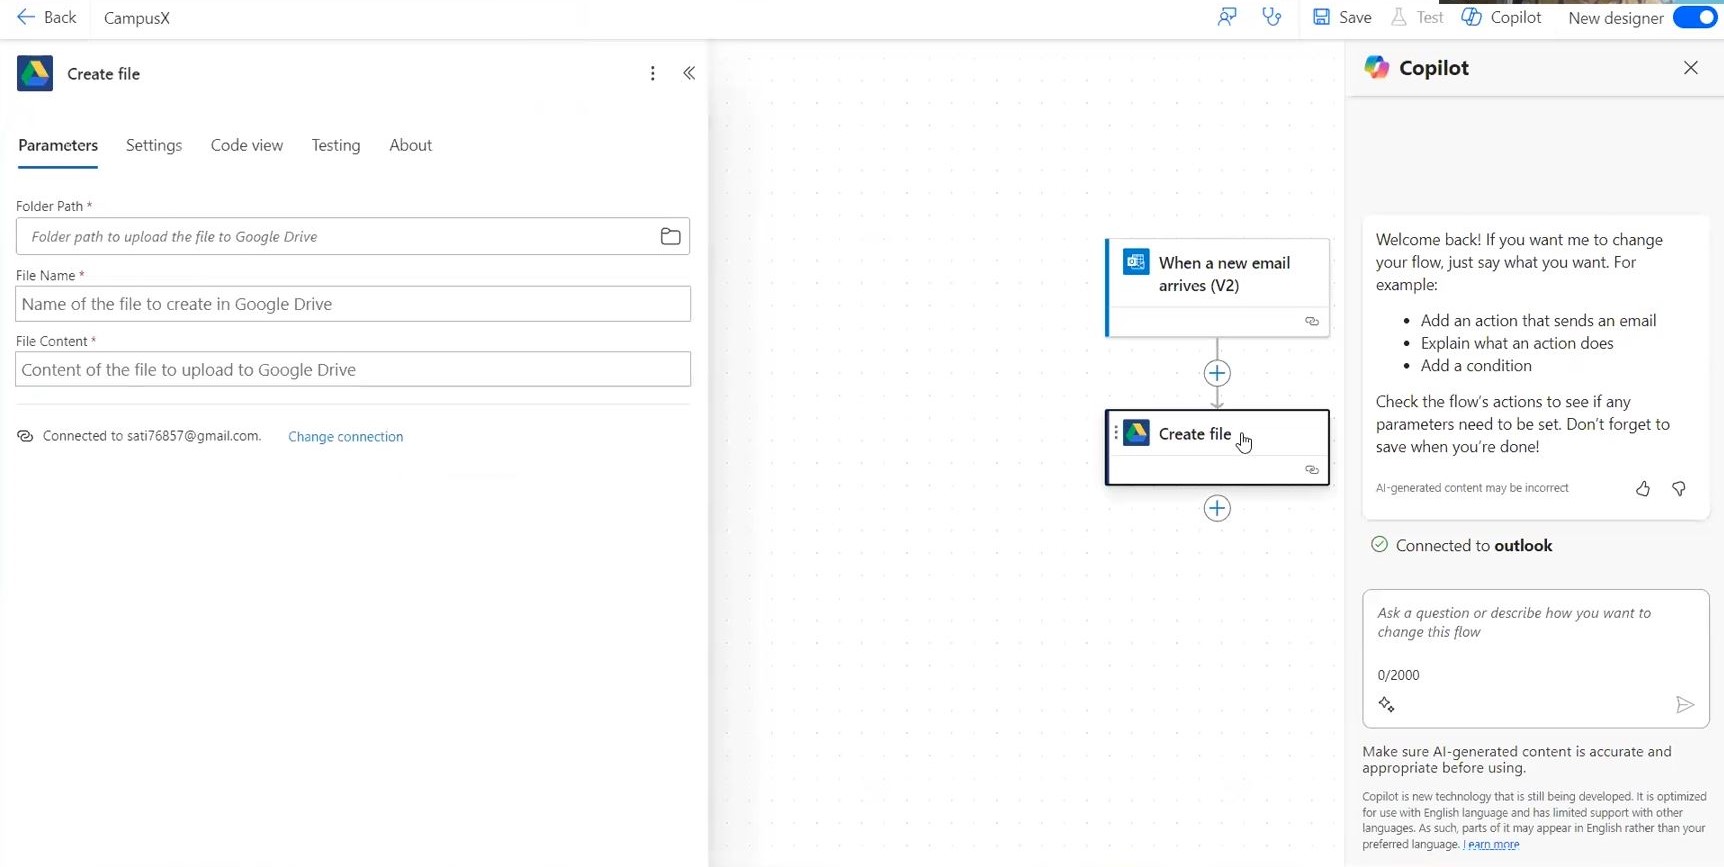 Back
CampusX
Save
Test
Copilot
New designer
Create file
Parameters
Settings
Code view
Testing
About
Folder Path *
Folder path to upload the file to Google Drive
File Name *
Name of the file to create in Google Drive
File Content *
Content of the file to upload to Google Drive
Connected to sati76857@gmail.com.
Change connection
When a new email
arrives (V2)
Create file
Copilot
Welcome back! If you want me to change
your flow, just say what you want. For
example:
• Add an action that sends an email
• Explain what an action does
• Add a condition
Check the flow's actions to see if any
parameters need to be set. Don't forget to
save when you're done!
AI-generated content may be incorrect
Connected to outlook
Ask a question or describe how you want to
change this flow
0/2000
Make sure AI-generated content is accurate and
appropriate before using.
Copilot is new technology that is still being developed. It is optimized
for use with English language and has limited support with other
languages. As such, parts of it may appear in English rather than your
preferred language. Learn more